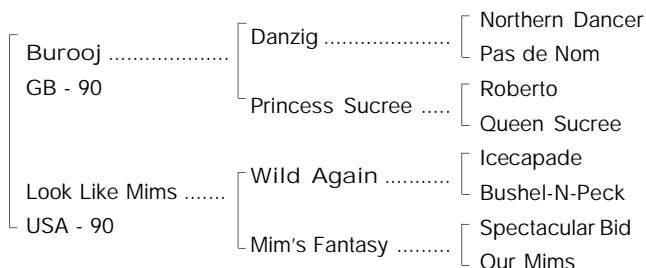 Northern Dancer
Danzig .....................
Pas de Nom
Burooj ....................
GB - 90
Roberto
Princess Sucree .....
Queen Sucree
Icecapade
Wild Again ...........
Bushel-N-Peck
Look Like Mims .......
USA - 90
Spectacular Bid
Mim's Fantasy .........
Our Mims